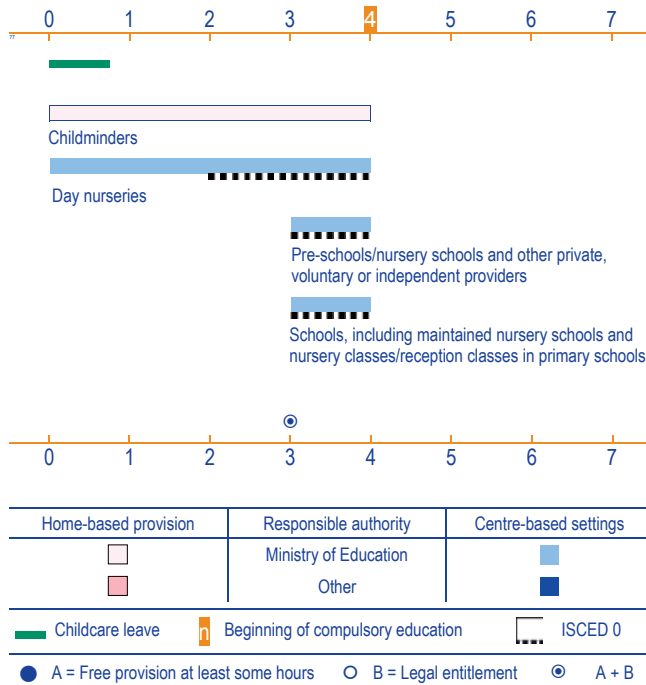 0 1 2 3 4 5 6 7
77
Childminders
Day nurseries
Pre-schools/nursery schools and other private,
voluntary or independent providers
Schools, including maintained nursery schools and
nursery classes/reception classes in primary schools
0 1 2 3 4 5 6 7
Home-based provision Responsible authority Centre-based settings
Ministry of Education
Other
Childcare leave n Beginning of compulsory education ISCED 0
A = Free provision at least some hours B = Legal entitlement A + B